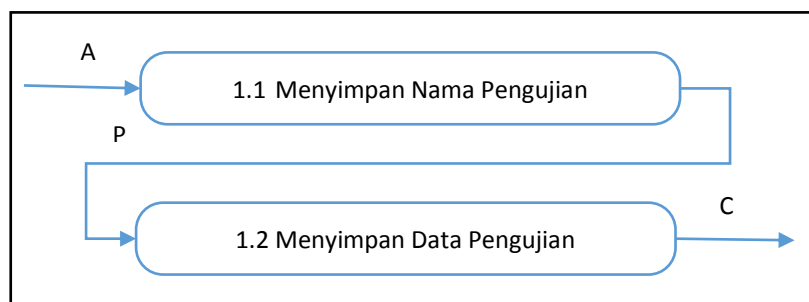 A
1.1 Menyimpan Nama Pengujian
P
1.2 Menyimpan Data Pengujian
C